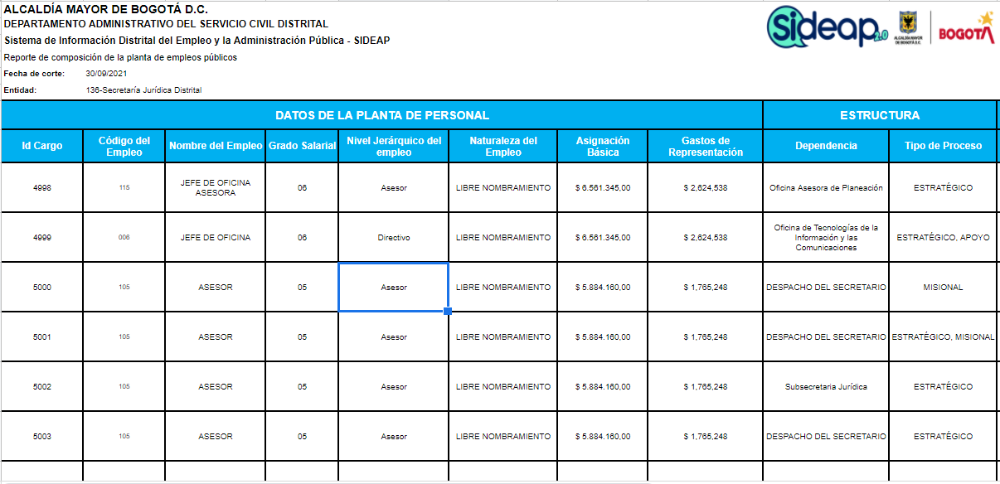 ALCALDÍA MAYOR DE BOGOTÁ D.C.
DEPARTAMENTO ADMINISTRATIVO DEL SERVICIO CIVIL DISTRITAL
Sistema de Información Distrital del Empleo y la Administración Pública - SIDEAP
Reporte de composición de la planta de empleos públicos
Fecha de corte: 30/09/2021
Entidad: 136-Secretaría Jurídica Distrital
Sideap 2.0
ALCALDÍA MAYOR
DE BOGOTÁ D.C.
BOGOTÁ
DATOS DE LA PLANTA DE PERSONAL ESTRUCTURA
Id Cargo Código del Empleo Nombre del Empleo Grado Salarial Nivel Jerárquico del empleo Naturaleza del Empleo Asignación Básica Gastos de Representación Dependencia Tipo de Proceso
4998 115 JEFE DE OFICINA ASESORA 06 Asesor LIBRE NOMBRAMIENTO $ 6.561.345,00 $ 2,624,538 Oficina Asesora de Planeación ESTRATÉGICO
4999 006 JEFE DE OFICINA 06 Directivo LIBRE NOMBRAMIENTO $ 6.561.345,00 $ 2,624,538 Oficina de Tecnologías de la Información y las Comunicaciones ESTRATÉGICO, APOYO
5000 105 ASESOR 05 Asesor LIBRE NOMBRAMIENTO $ 5.884.160,00 $ 1,765,248 DESPACHO DEL SECRETARIO MISIONAL
5001 105 ASESOR 05 Asesor LIBRE NOMBRAMIENTO $ 5.884.160,00 $ 1,765,248 DESPACHO DEL SECRETARIO ESTRATÉGICO, MISIONAL
5002 105 ASESOR 05 Asesor LIBRE NOMBRAMIENTO $ 5.884.160,00 $ 1,765,248 Subsecretaria Jurídica ESTRATÉGICO
5003 105 ASESOR 05 Asesor LIBRE NOMBRAMIENTO $ 5.884.160,00 $ 1,765,248 DESPACHO DEL SECRETARIO ESTRATÉGICO